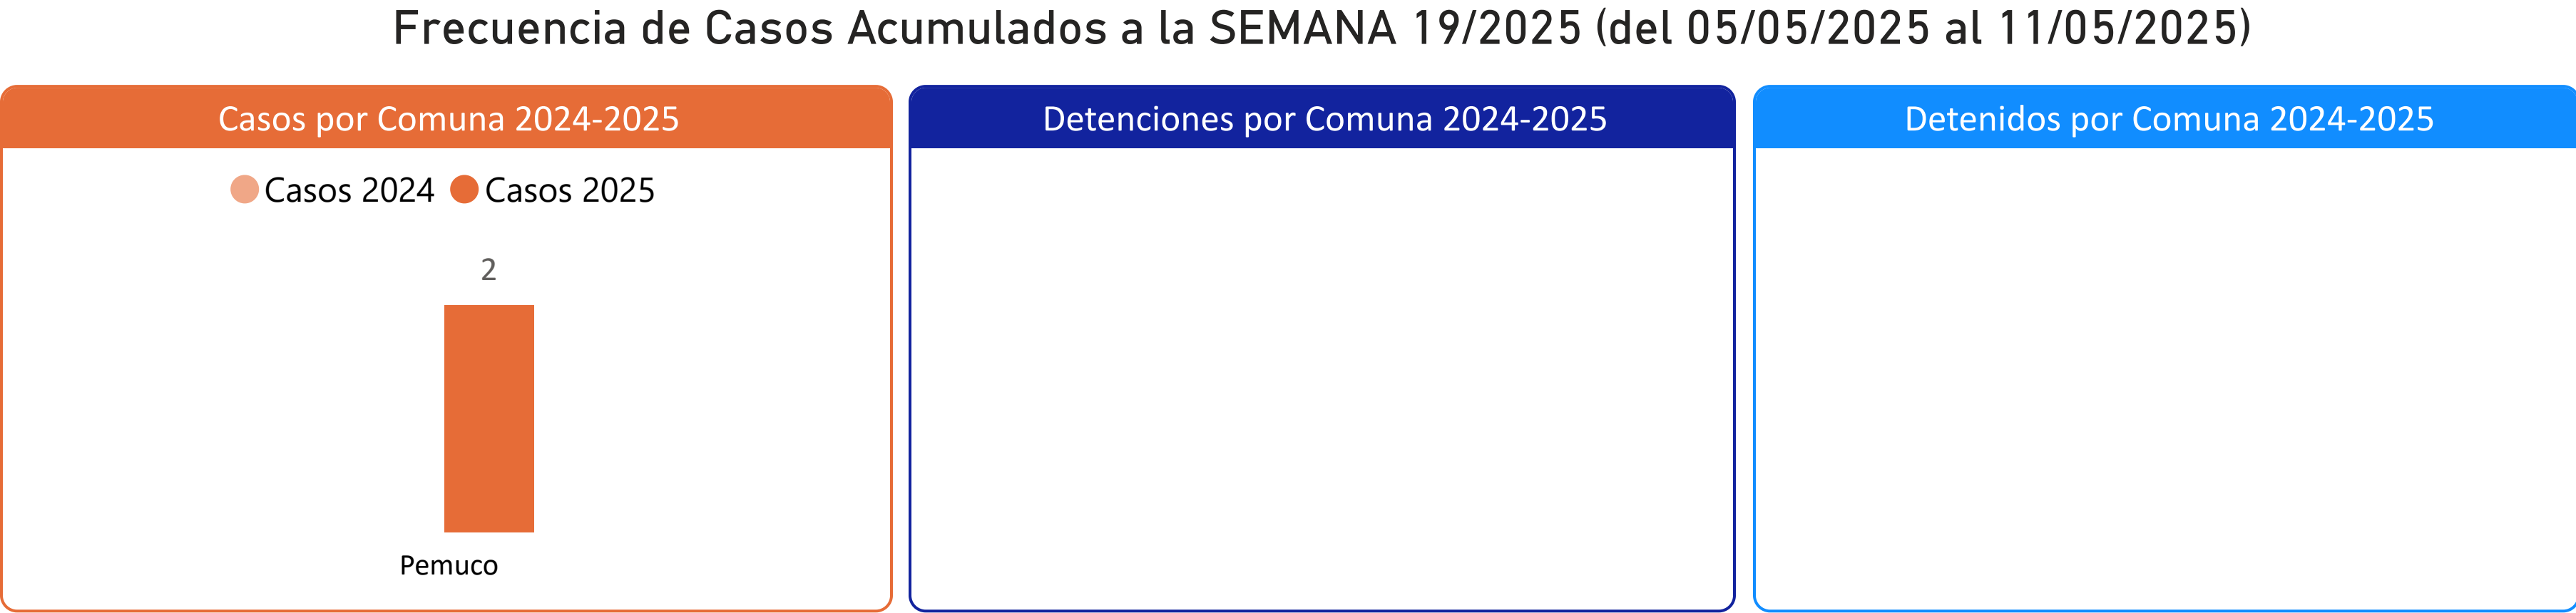 Frecuencia de Casos Acumulados a la SEMANA 19/2025 (del 05/05/2025 al 11/05/2025)
Casos por Comuna 2024-2025
Casos 2024 Casos 2025
2
Pemuco
Detenciones por Comuna 2024-2025
Detenidos por Comuna 2024-2025